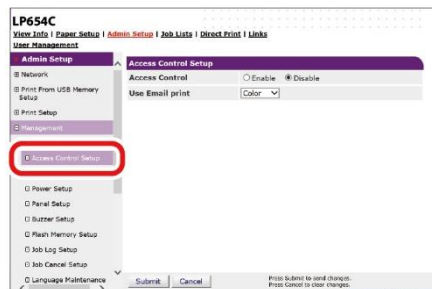 LP654C
View Info | Paper Setup | Admin Setup | Job Lists | Direct Print | Links
User Management
Admin Setup
Network
Print From USB Memory
Setup
Print Setup
Management
Access Control Setup
Power Setup
Panel Setup
Buzzer Setup
Flash Memory Setup
Job Log Setup
Job Cancel Setup
Language Maintenance
Access Control Setup
Access Control Enable Disable
Use Email print Color
Submit Cancel Press Submit to send changes.
Press Cancel to clear changes.